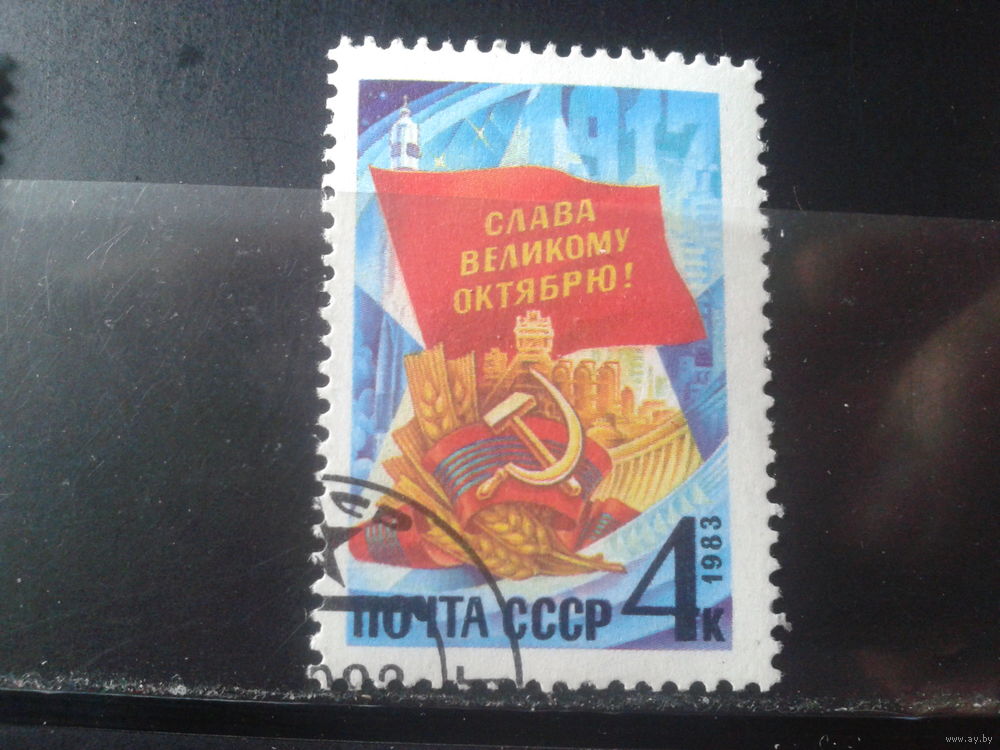 1917
СЛАВА
ВЕЛИКОМУ
ОКТЯБРЮ!
1983
ПОЧТА СССР 4К
www.ay.by